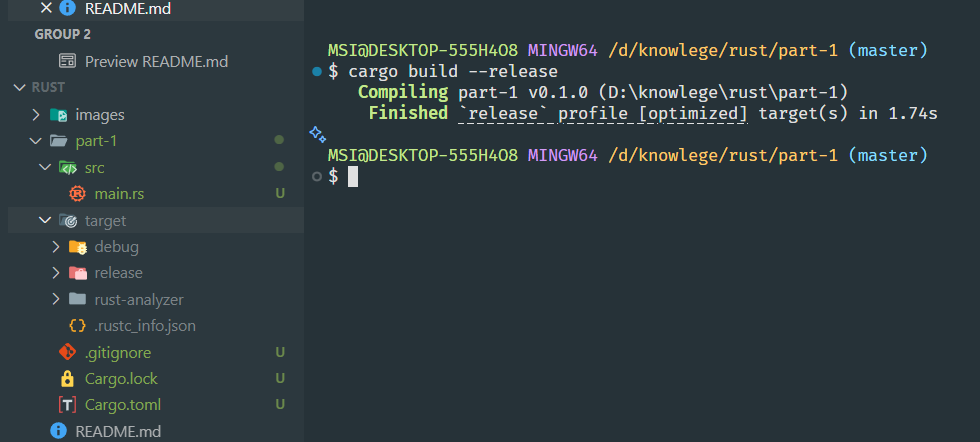 README.md
GROUP 2
Preview README.md
RUST
images
part-1
src
main.rs U
target
debug
release
rust-analyzer
.rustc_info.json
.gitignore U
Cargo.lock U
Cargo.toml U
README.md
MSI@DESKTOP-555H4O8 MINGW64 /d/knowlege/rust/part-1 (master)
$ cargo build --release
Compiling part-1 v0.1.0 (D:\knowlege\rust\part-1)
Finished `release` profile [optimized] target(s) in 1.74s
MSI@DESKTOP-555H4O8 MINGW64 /d/knowlege/rust/part-1 (master)
$